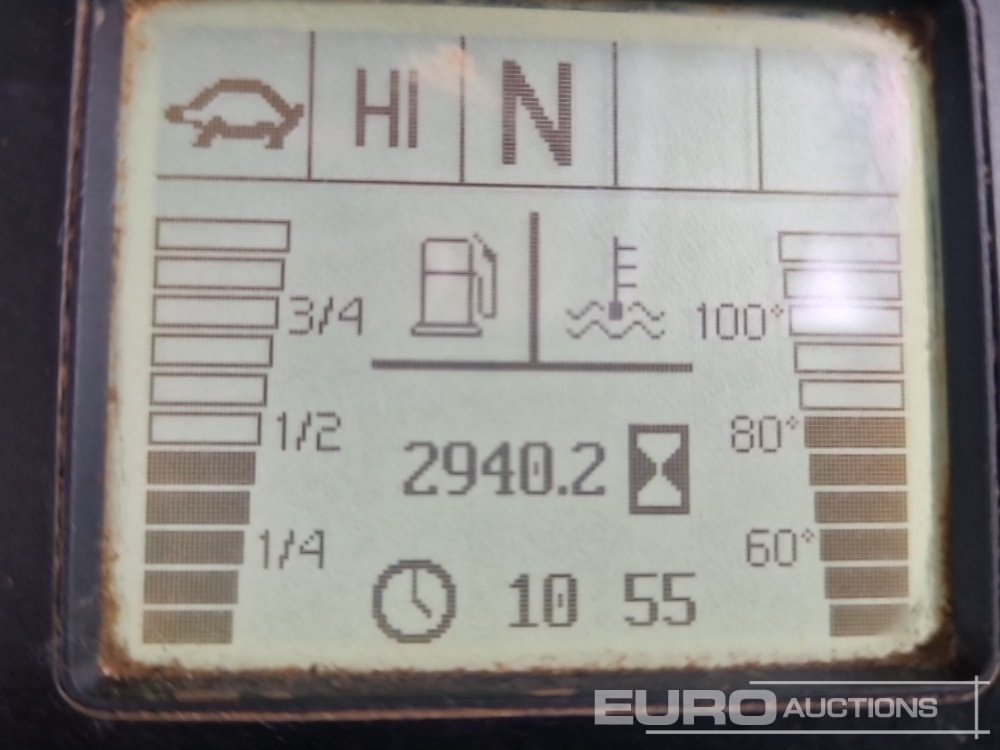 HI N
3/4 100°
1/2 80°
2940.2
1/4 60°
10 55
EURO AUCTIONS